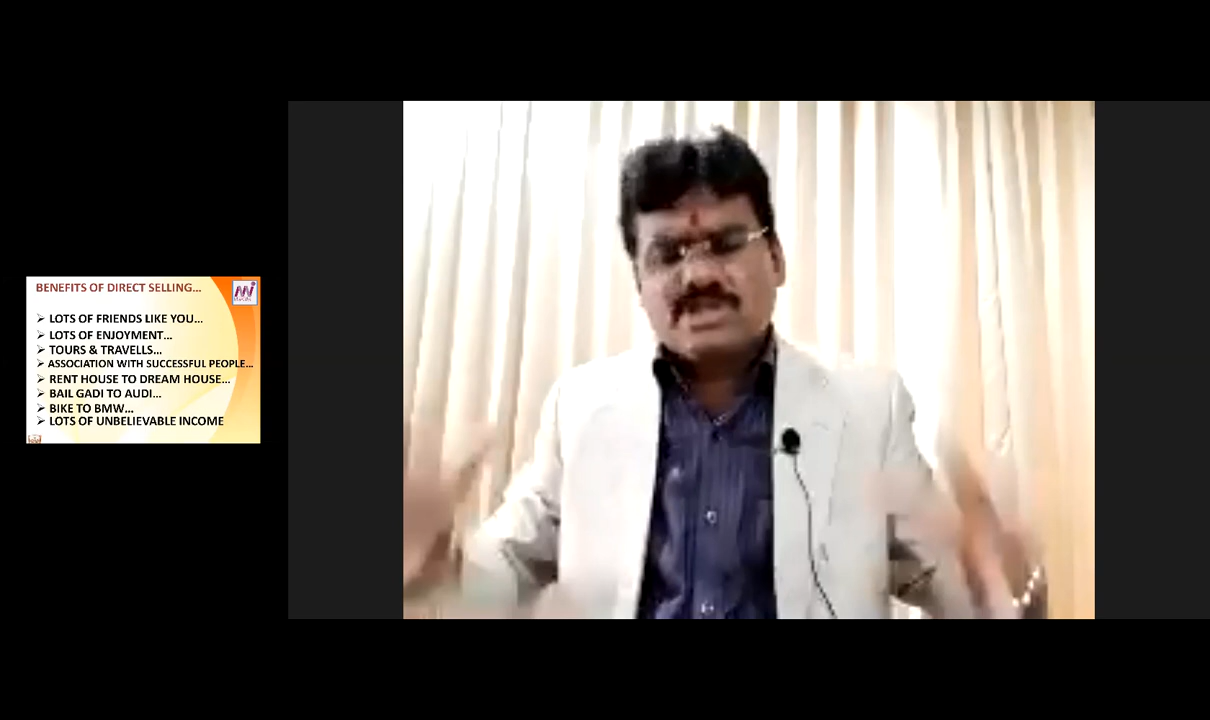 BENEFITS OF DIRECT SELLING...
➢ LOTS OF FRIENDS LIKE YOU...
➢ LOTS OF ENJOYMENT...
➢ TOURS & TRAVELLS...
➢ ASSOCIATION WITH SUCCESSFUL PEOPLE...
➢ RENT HOUSE TO DREAM HOUSE...
➢ BAIL GADI TO AUDI...
➢ BIKE TO BMW...
➢ LOTS OF UNBELIEVABLE INCOME